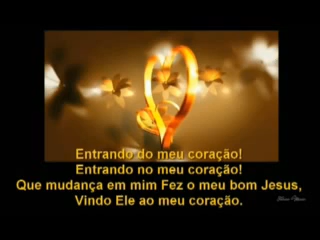 Entrando do meu coração!
Entrando no meu coração!
Que mudança em mim Fez o meu bom Jesus,
Vindo Ele ao meu coração.